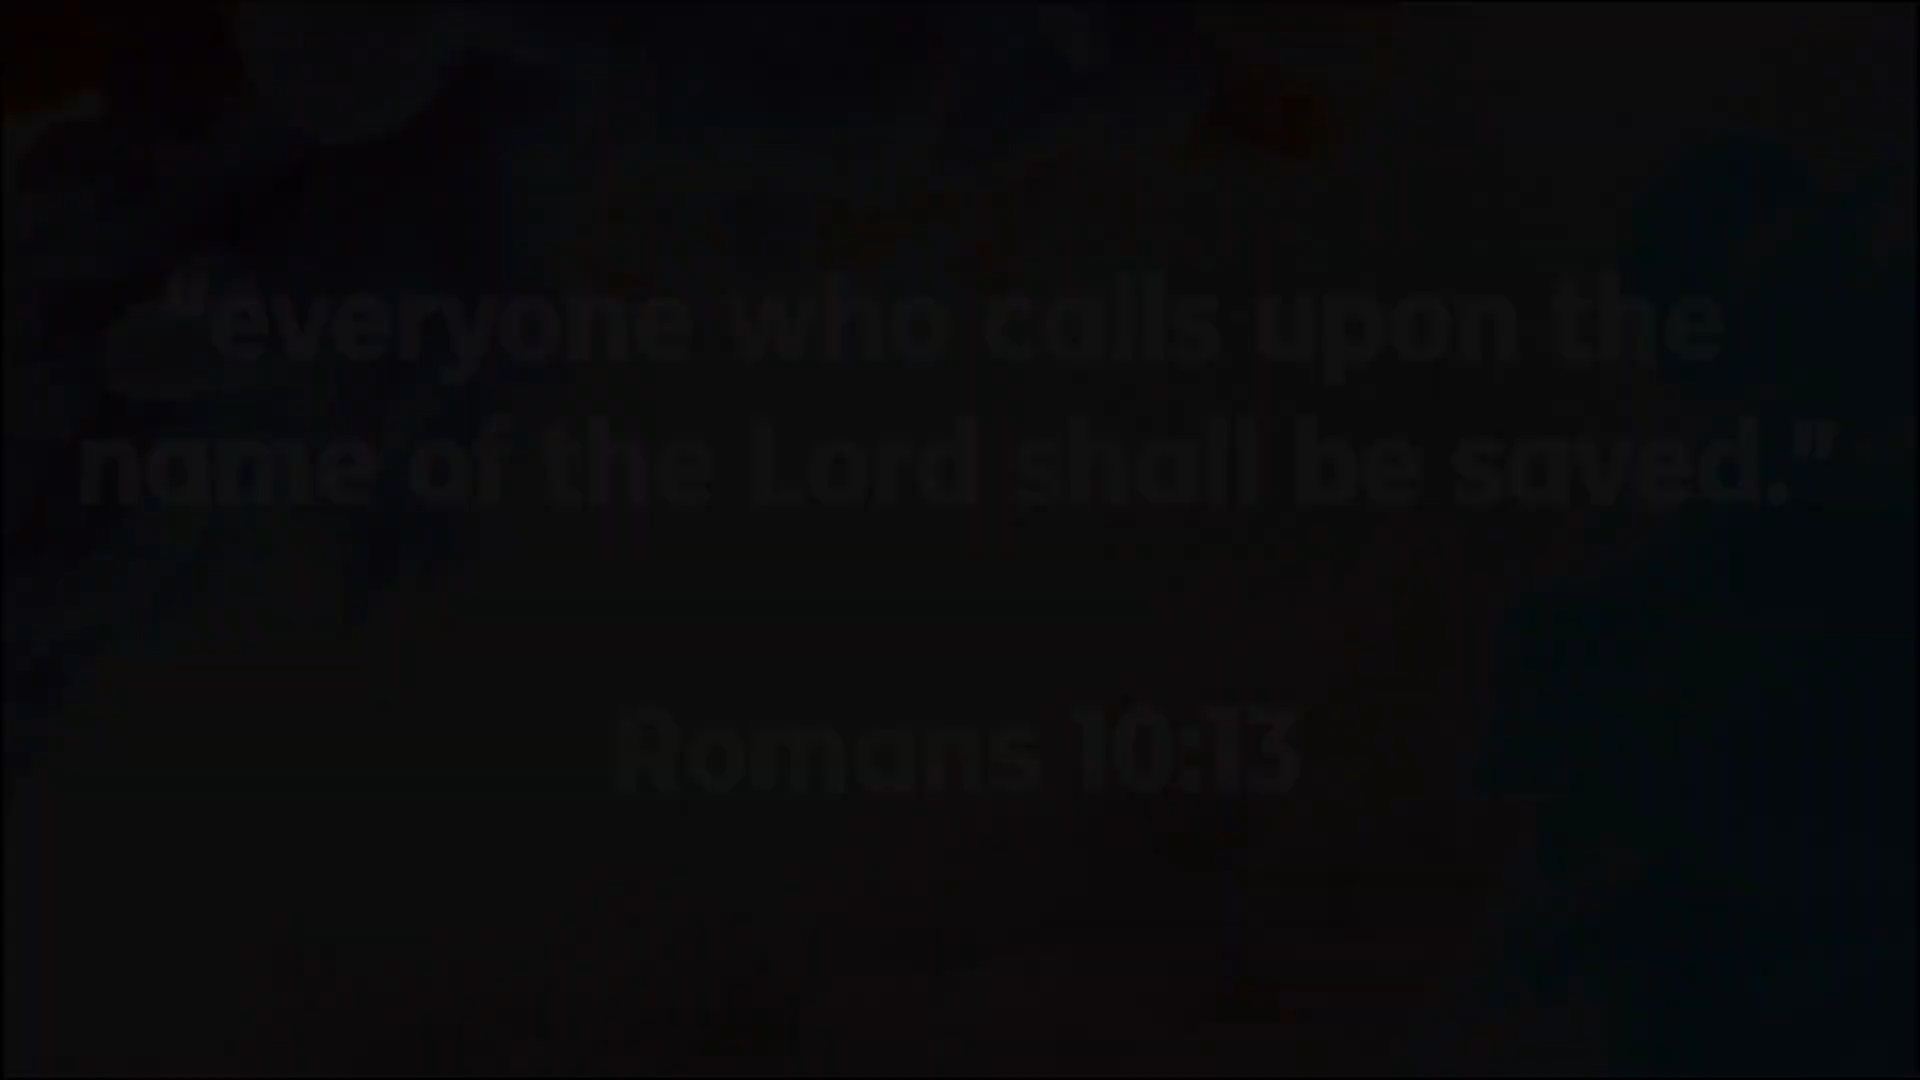 "everyone who calls upon the
name of the Lord shall be saved."
Romans 10:13